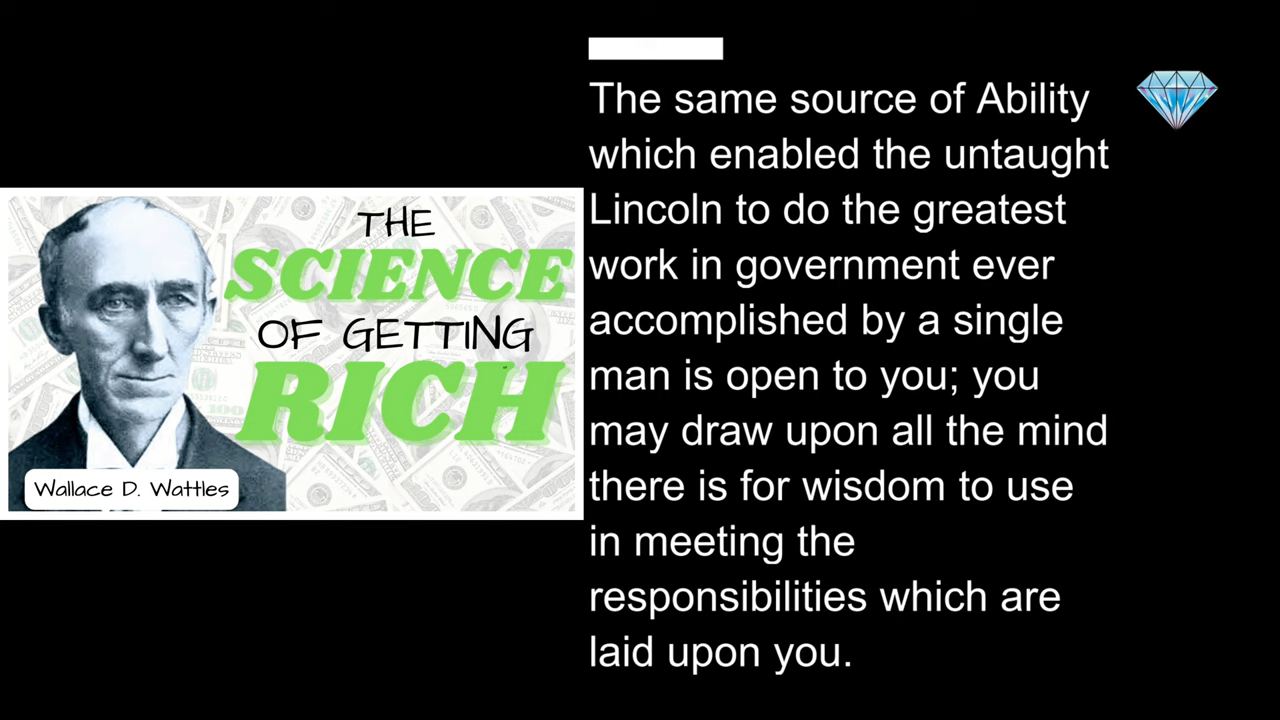 THE
SCIENCE
OF GETTING
RICH
Wallace D. Wattles
The same source of Ability
which enabled the untaught
Lincoln to do the greatest
work in government ever
accomplished by a single
man is open to you; you
may draw upon all the mind
there is for wisdom to use
in meeting the
responsibilities which are
laid upon you.